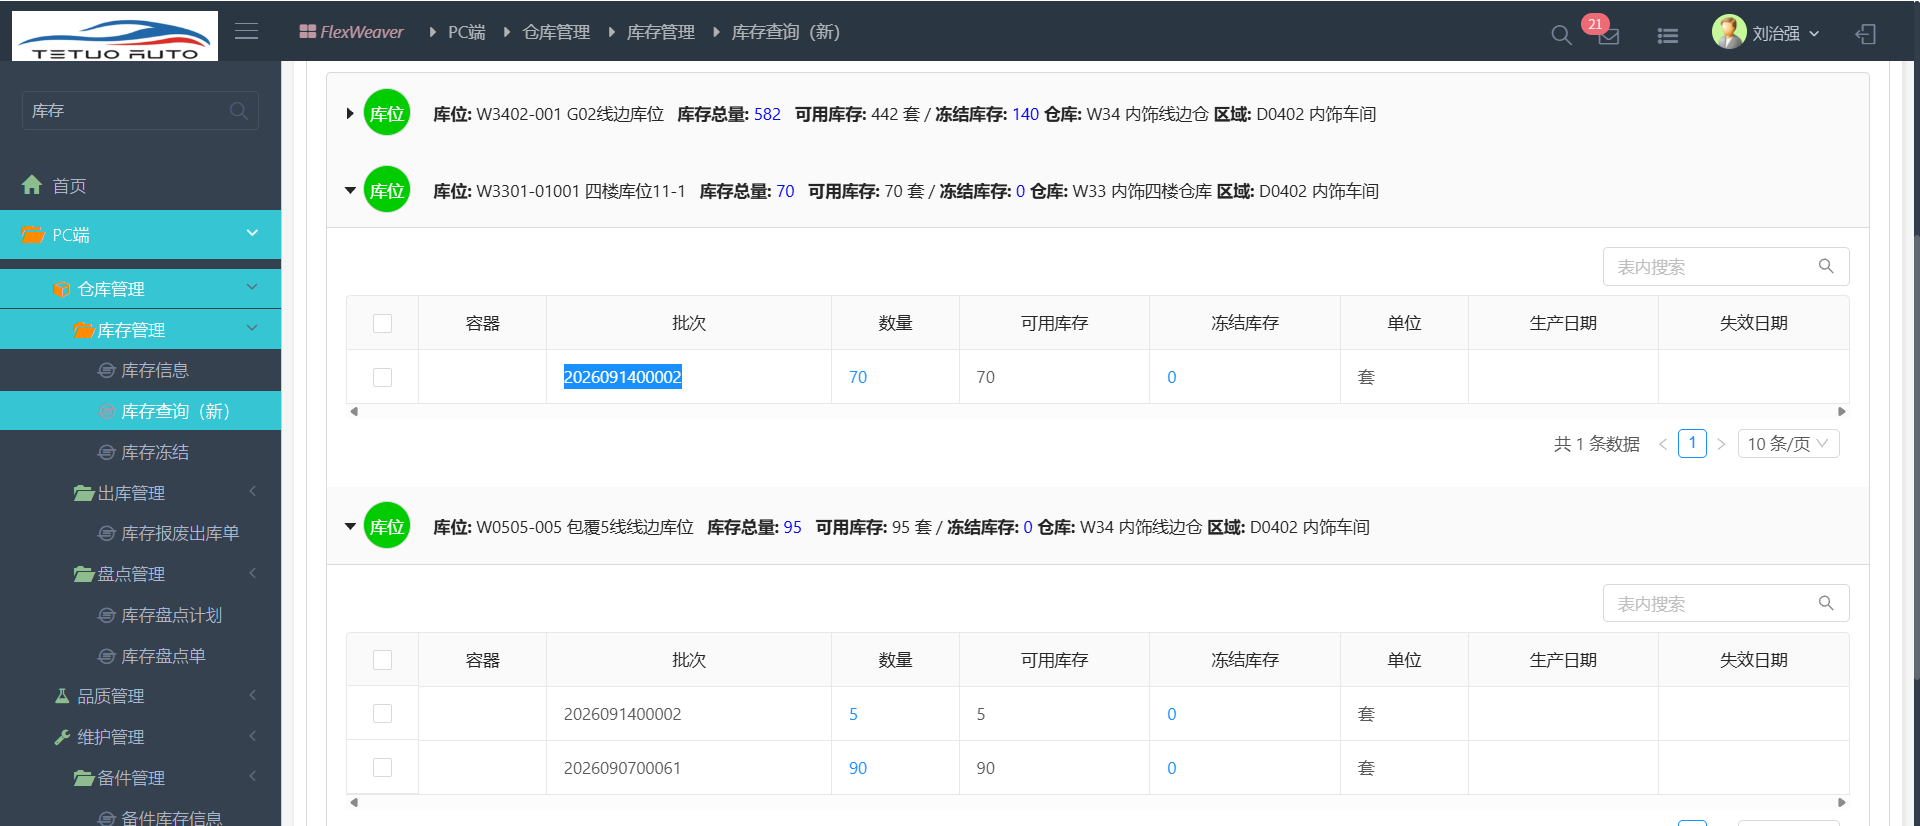 TETUO AUTO
FlexWeaver PC端 仓库管理 库存管理 库存查询（新）
21
刘治强
库存
首页
PC端
仓库管理
库存管理
库存信息
库存查询（新）
库存冻结
出库管理
库存报废出库单
盘点管理
库存盘点计划
库存盘点单
品质管理
维护管理
备件管理
备件库存信息
库位 库位: W3402-001 G02线边库位 库存总量: 582 可用库存: 442 套 / 冻结库存: 140 仓库: W34 内饰线边仓 区域: D0402 内饰车间
库位 库位: W3301-01001 四楼库位11-1 库存总量: 70 可用库存: 70 套 / 冻结库存: 0 仓库: W33 内饰四楼仓库 区域: D0402 内饰车间
表内搜索
容器 批次 数量 可用库存 冻结库存 单位 生产日期 失效日期
2026091400002 70 70 0 套
共 1 条数据 < 1 > 10 条/页
库位 库位: W0505-005 包覆5线线边库位 库存总量: 95 可用库存: 95 套 / 冻结库存: 0 仓库: W34 内饰线边仓 区域: D0402 内饰车间
表内搜索
容器 批次 数量 可用库存 冻结库存 单位 生产日期 失效日期
2026091400002 5 5 0 套
2026090700061 90 90 0 套